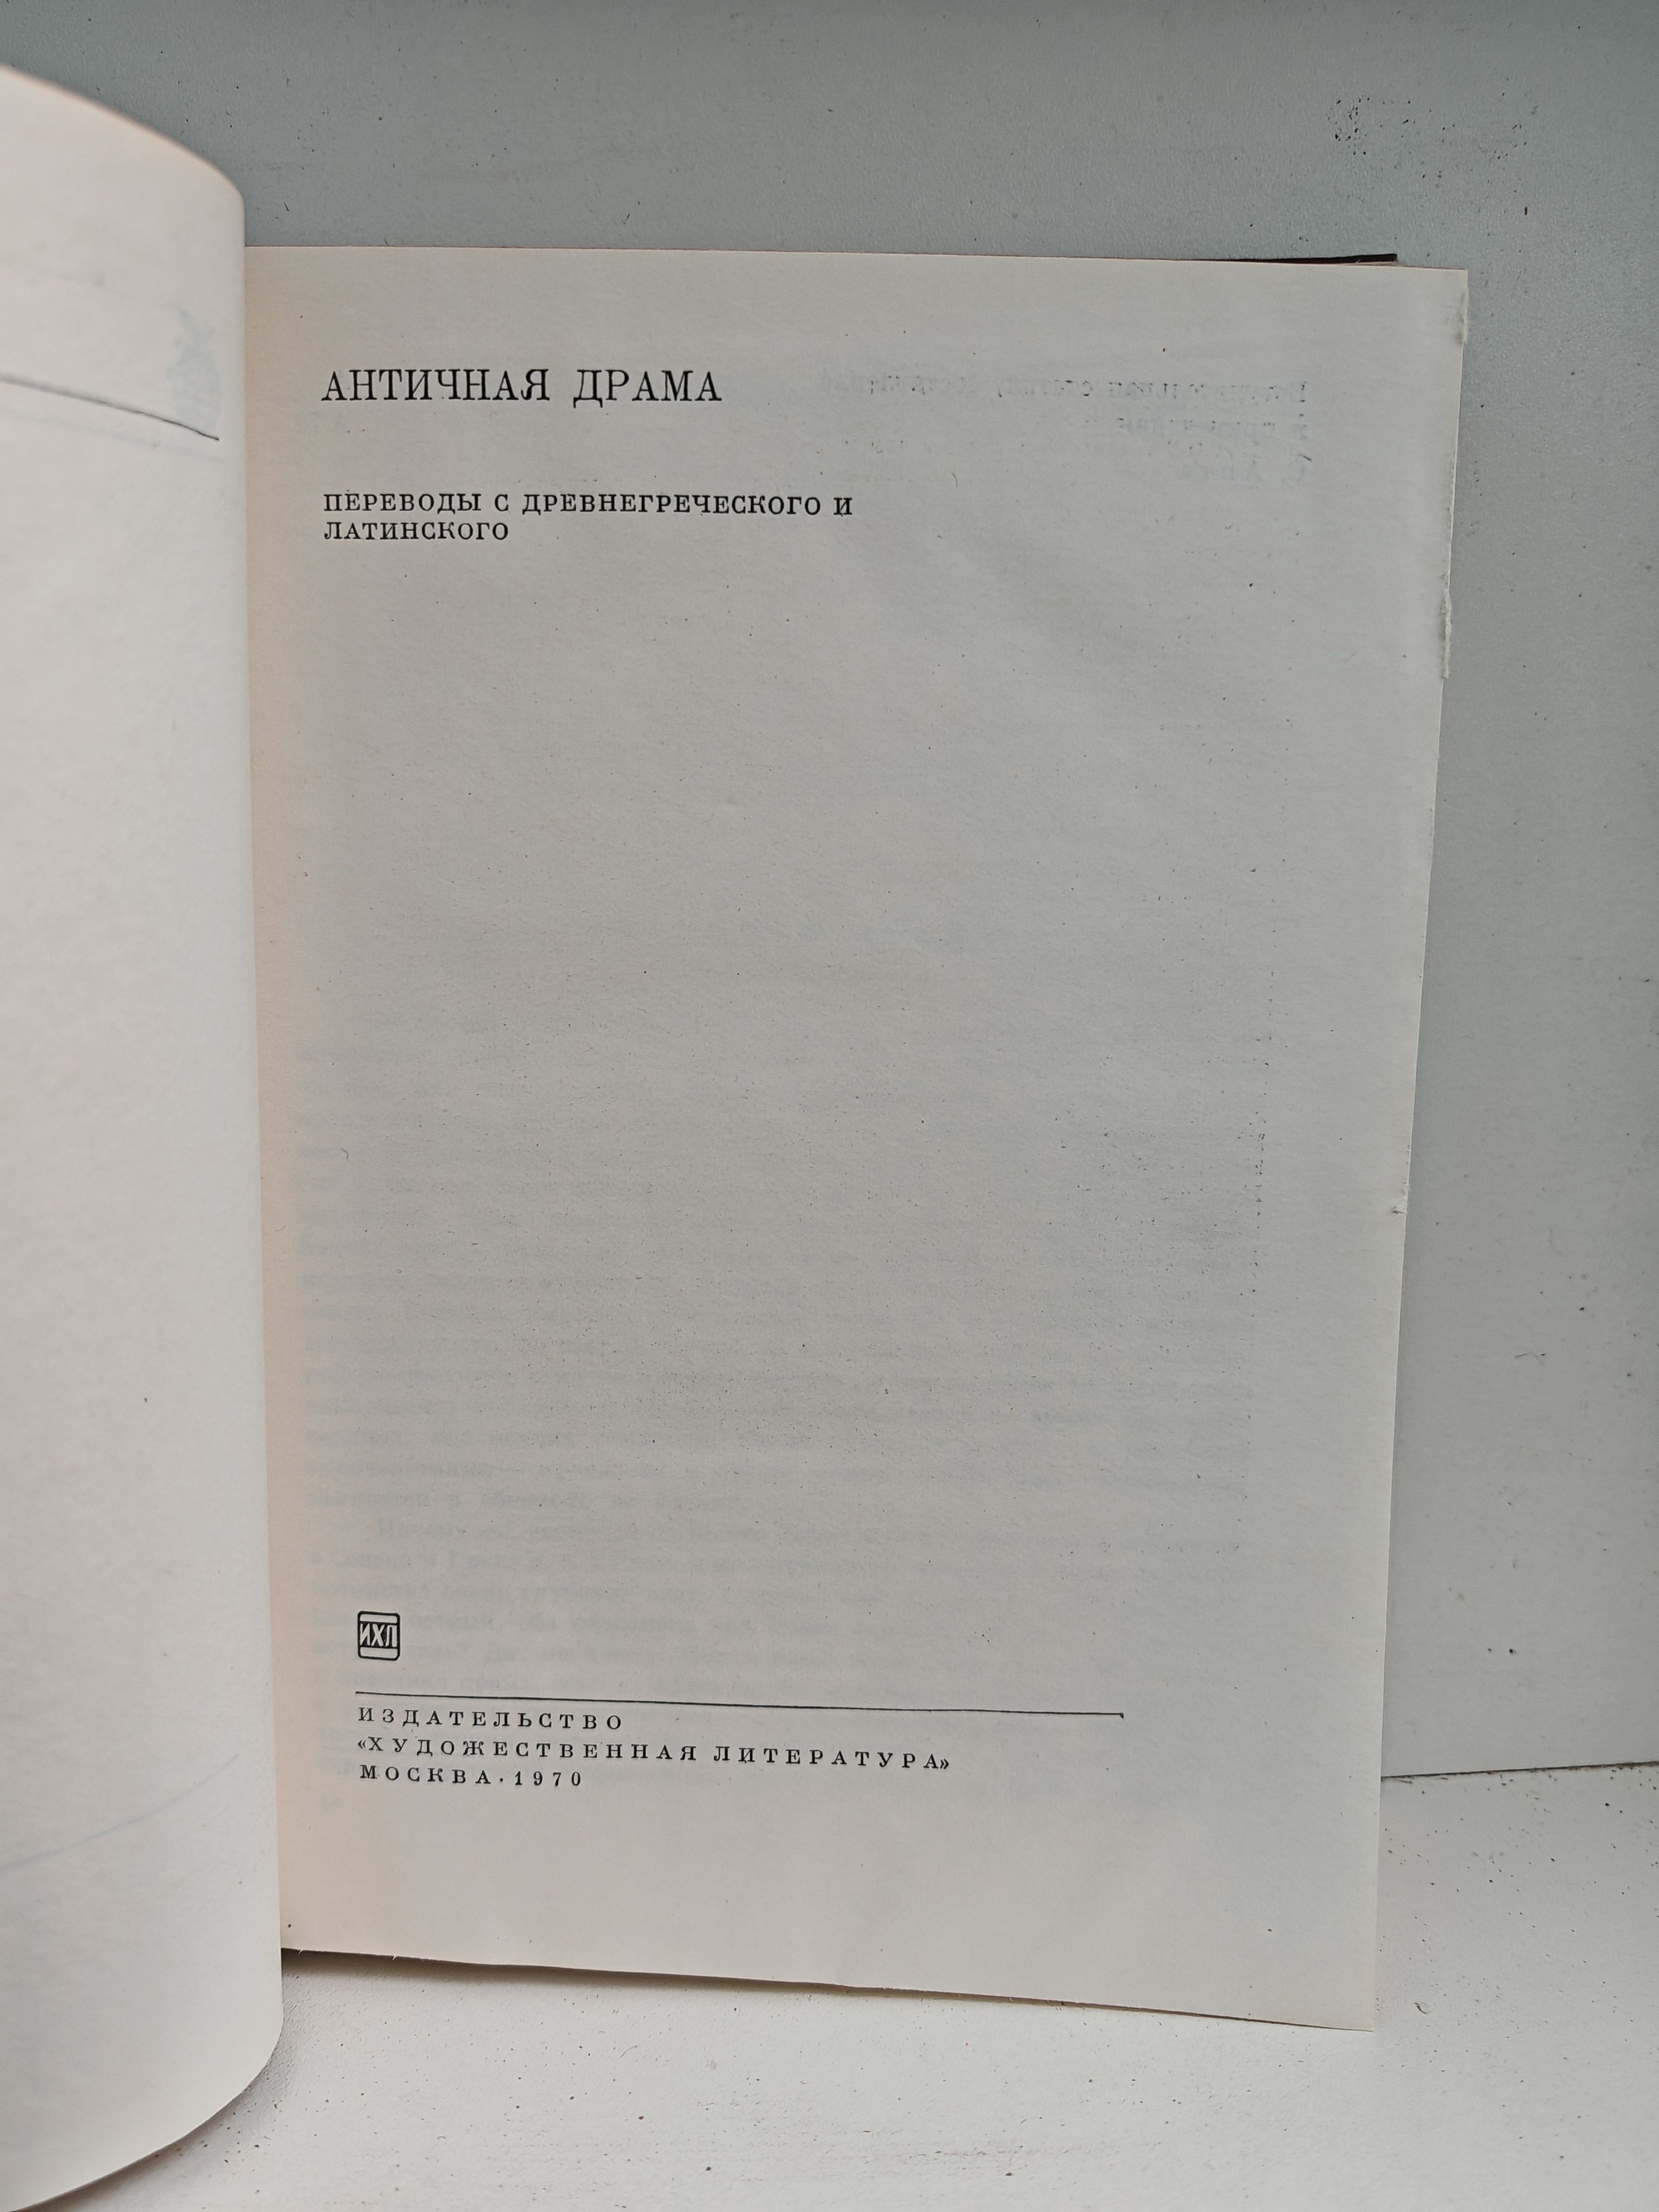 АНТИЧНАЯ ДРАМА
ПЕРЕВОДЫ С ДРЕВНЕГРЕЧЕСКОГО И
ЛАТИНСКОГО
ИХЛ
ИЗДАТЕЛЬСТВО
«ХУДОЖЕСТВЕННАЯ ЛИТЕРАТУРА»
МОСКВА·1970